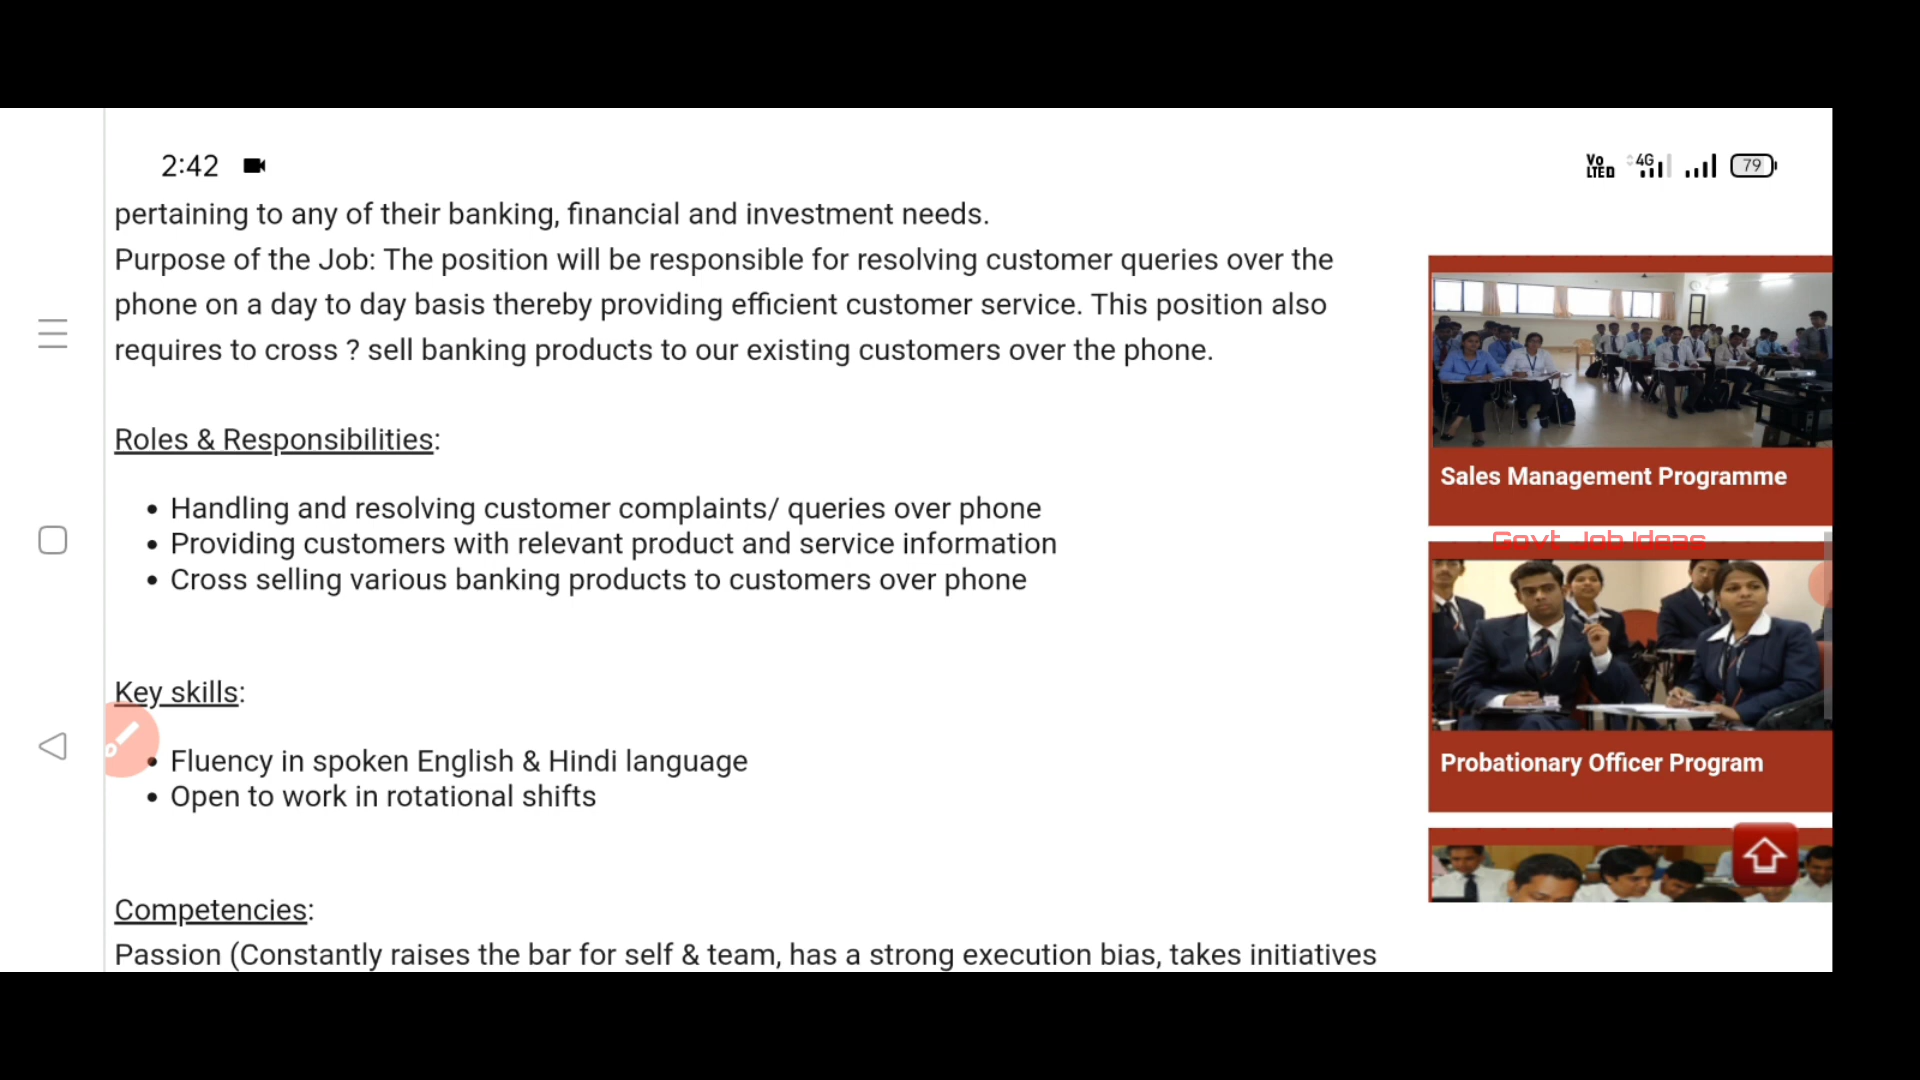 2:42
Vo
LTE
4G
79
pertaining to any of their banking, financial and investment needs.
Purpose of the Job: The position will be responsible for resolving customer queries over the
phone on a day to day basis thereby providing efficient customer service. This position also
requires to cross ? sell banking products to our existing customers over the phone.
Roles & Responsibilities:
• Handling and resolving customer complaints/ queries over phone
• Providing customers with relevant product and service information
• Cross selling various banking products to customers over phone
Key skills:
• Fluency in spoken English & Hindi language
• Open to work in rotational shifts
Competencies:
Passion (Constantly raises the bar for self & team, has a strong execution bias, takes initiatives
Sales Management Programme
Govt Job Ideas
Probationary Officer Program